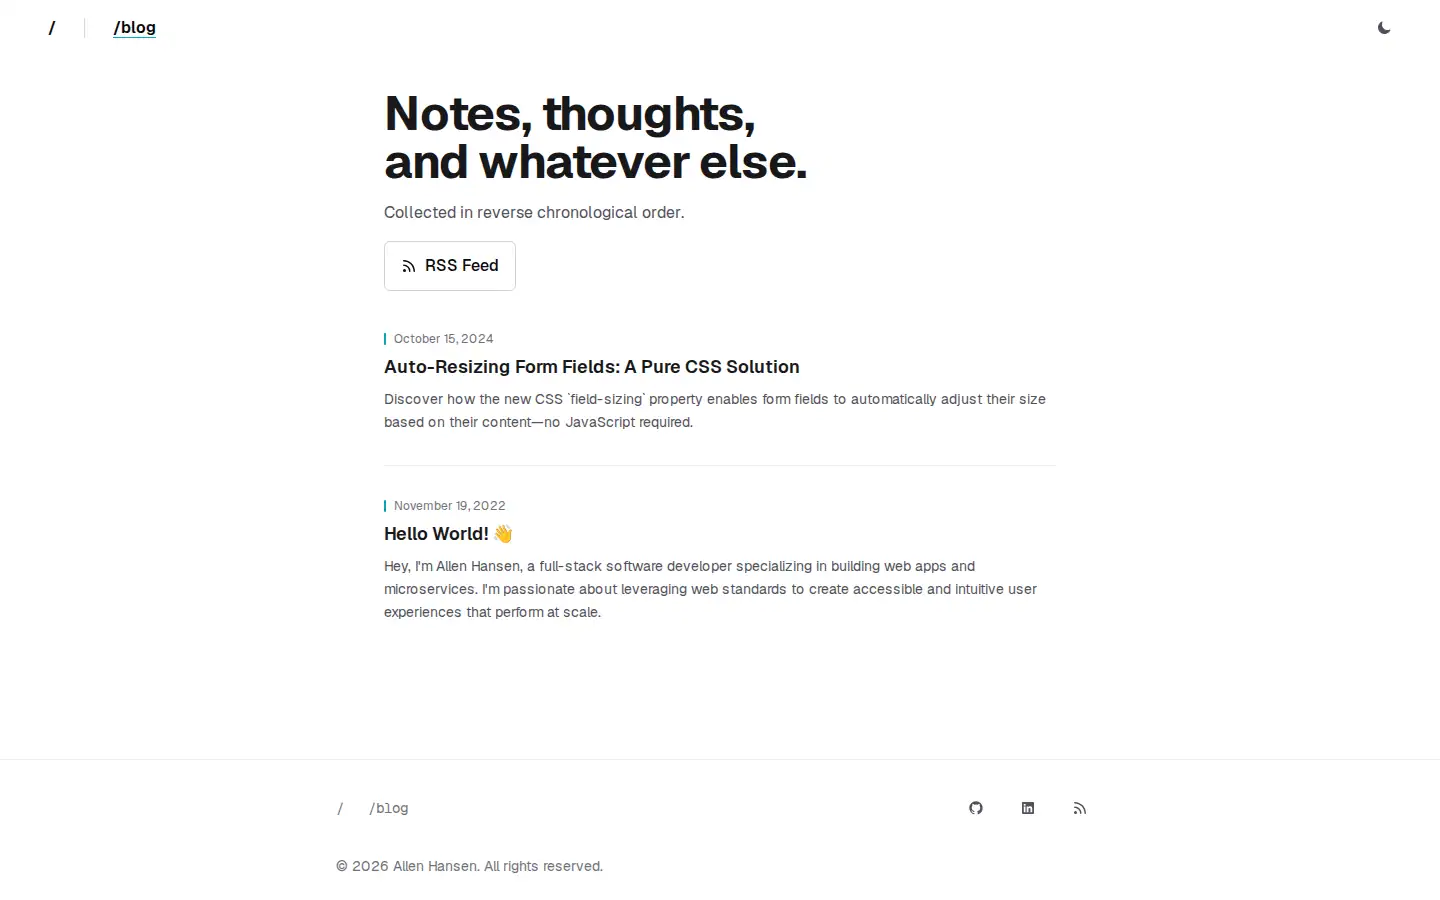 / /blog
Notes, thoughts,
and whatever else.
Collected in reverse chronological order.
RSS Feed
October 15, 2024
Auto-Resizing Form Fields: A Pure CSS Solution
Discover how the new CSS `field-sizing` property enables form fields to automatically adjust their size
based on their content—no JavaScript required.
November 19, 2022
Hello World! 👋
Hey, I'm Allen Hansen, a full-stack software developer specializing in building web apps and
microservices. I'm passionate about leveraging web standards to create accessible and intuitive user
experiences that perform at scale.
/ /blog
© 2026 Allen Hansen. All rights reserved.